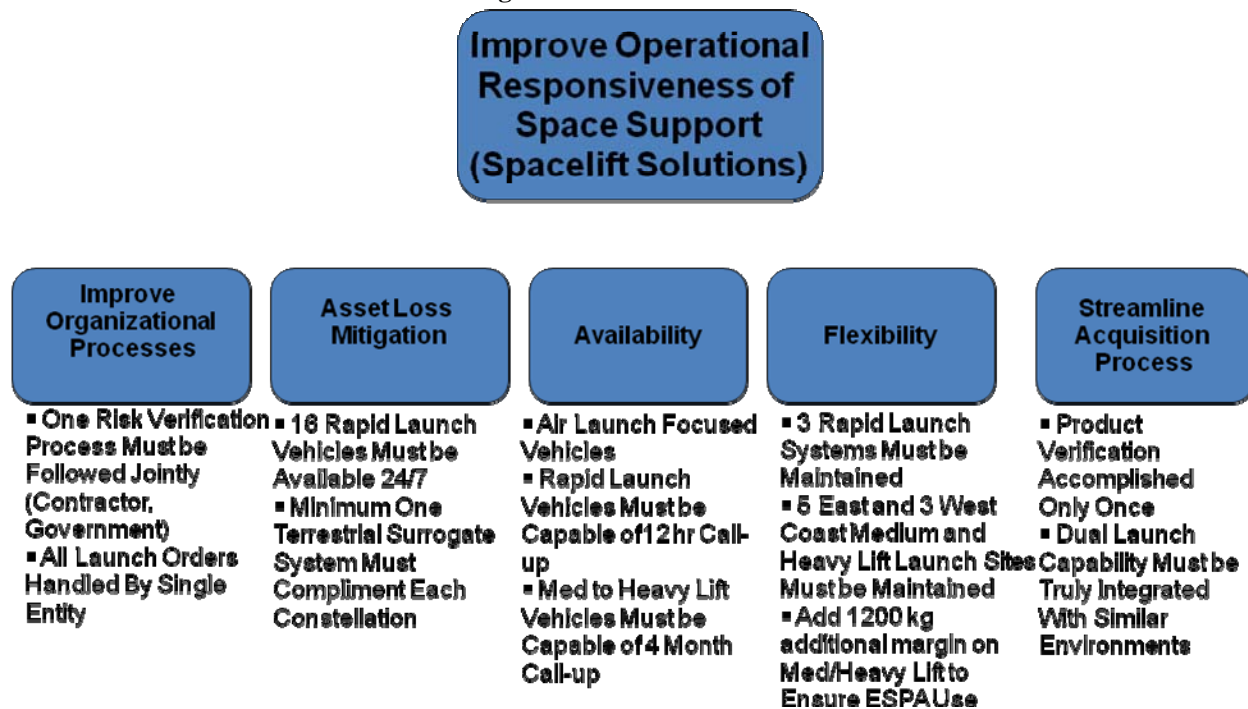 Improve Operational
Responsiveness of
Space Support
(Spacelift Solutions)
Improve
Organizational
Processes
▪ One Risk Verification
Process Must be
Followed Jointly
(Contractor,
Government)
▪ All Launch Orders
Handled By Single
Entity
Asset Loss
Mitigation
▪ 16 Rapid Launch
Vehicles Must be
Available 24/7
▪ Minimum One
Terrestrial Surrogate
System Must
Compliment Each
Constellation
Availability
▪ Air Launch Focused
Vehicles
▪ Rapid Launch
Vehicles Must be
Capable of 12 hr Call-
up
▪ Med to Heavy Lift
Vehicles Must be
Capable of 4 Month
Call-up
Flexibility
▪ 3 Rapid Launch
Systems Must be
Maintained
▪ 5 East and 3 West
Coast Medium and
Heavy Lift Launch Sites
Must be Maintained
▪ Add 1200 kg
additional margin on
Med/Heavy Lift to
Ensure ESPA Use
Streamline
Acquisition
Process
▪ Product
Verification
Accomplished
Only Once
▪ Dual Launch
Capability Must be
Truly Integrated
With Similar
Environments